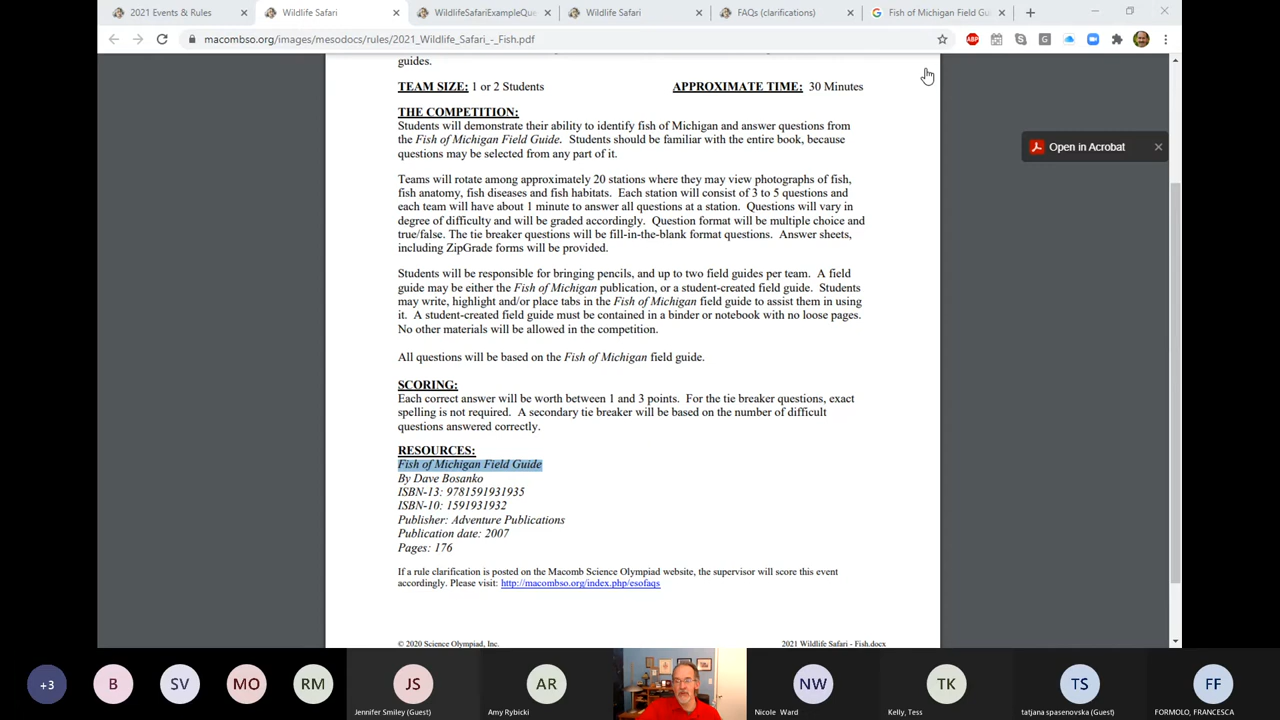 2021 Events & Rules
Wildlife Safari
WildlifeSafariExampleQue
Wildlife Safari
FAQs (clarifications)
Fish of Michigan Field Gui
macombso.org/images/mesodocs/rules/2021_Wildlife_Safari_-_Fish.pdf
guides.
TEAM SIZE: 1 or 2 Students APPROXIMATE TIME: 30 Minutes
THE COMPETITION:
Students will demonstrate their ability to identify fish of Michigan and answer questions from
the Fish of Michigan Field Guide. Students should be familiar with the entire book, because
questions may be selected from any part of it.
Teams will rotate among approximately 20 stations where they may view photographs of fish,
fish anatomy, fish diseases and fish habitats. Each station will consist of 3 to 5 questions and
each team will have about 1 minute to answer all questions at a station. Questions will vary in
degree of difficulty and will be graded accordingly. Question format will be multiple choice and
true/false. The tie breaker questions will be fill-in-the-blank format questions. Answer sheets,
including ZipGrade forms will be provided.
Students will be responsible for bringing pencils, and up to two field guides per team. A field
guide may be either the Fish of Michigan publication, or a student-created field guide. Students
may write, highlight and/or place tabs in the Fish of Michigan field guide to assist them in using
it. A student-created field guide must be contained in a binder or notebook with no loose pages.
No other materials will be allowed in the competition.
All questions will be based on the Fish of Michigan field guide.
SCORING:
Each correct answer will be worth between 1 and 3 points. For the tie breaker questions, exact
spelling is not required. A secondary tie breaker will be based on the number of difficult
questions answered correctly.
RESOURCES:
Fish of Michigan Field Guide
By Dave Bosanko
ISBN-13: 9781591931935
ISBN-10: 1591931932
Publisher: Adventure Publications
Publication date: 2007
Pages: 176
If a rule clarification is posted on the Macomb Science Olympiad website, the supervisor will score this event
accordingly. Please visit: http://macombso.org/index.php/esofaqs
© 2020 Science Olympiad, Inc. 2021 Wildlife Safari - Fish.docx
ABP
G
Open in Acrobat
+3 B SV MO RM JS AR NW TK TS FF
Jennifer Smiley (Guest) Amy Rybicki Nicole Ward Kelly, Tess tatjana spasenovska (Guest) FORMOLO, FRANCESCA